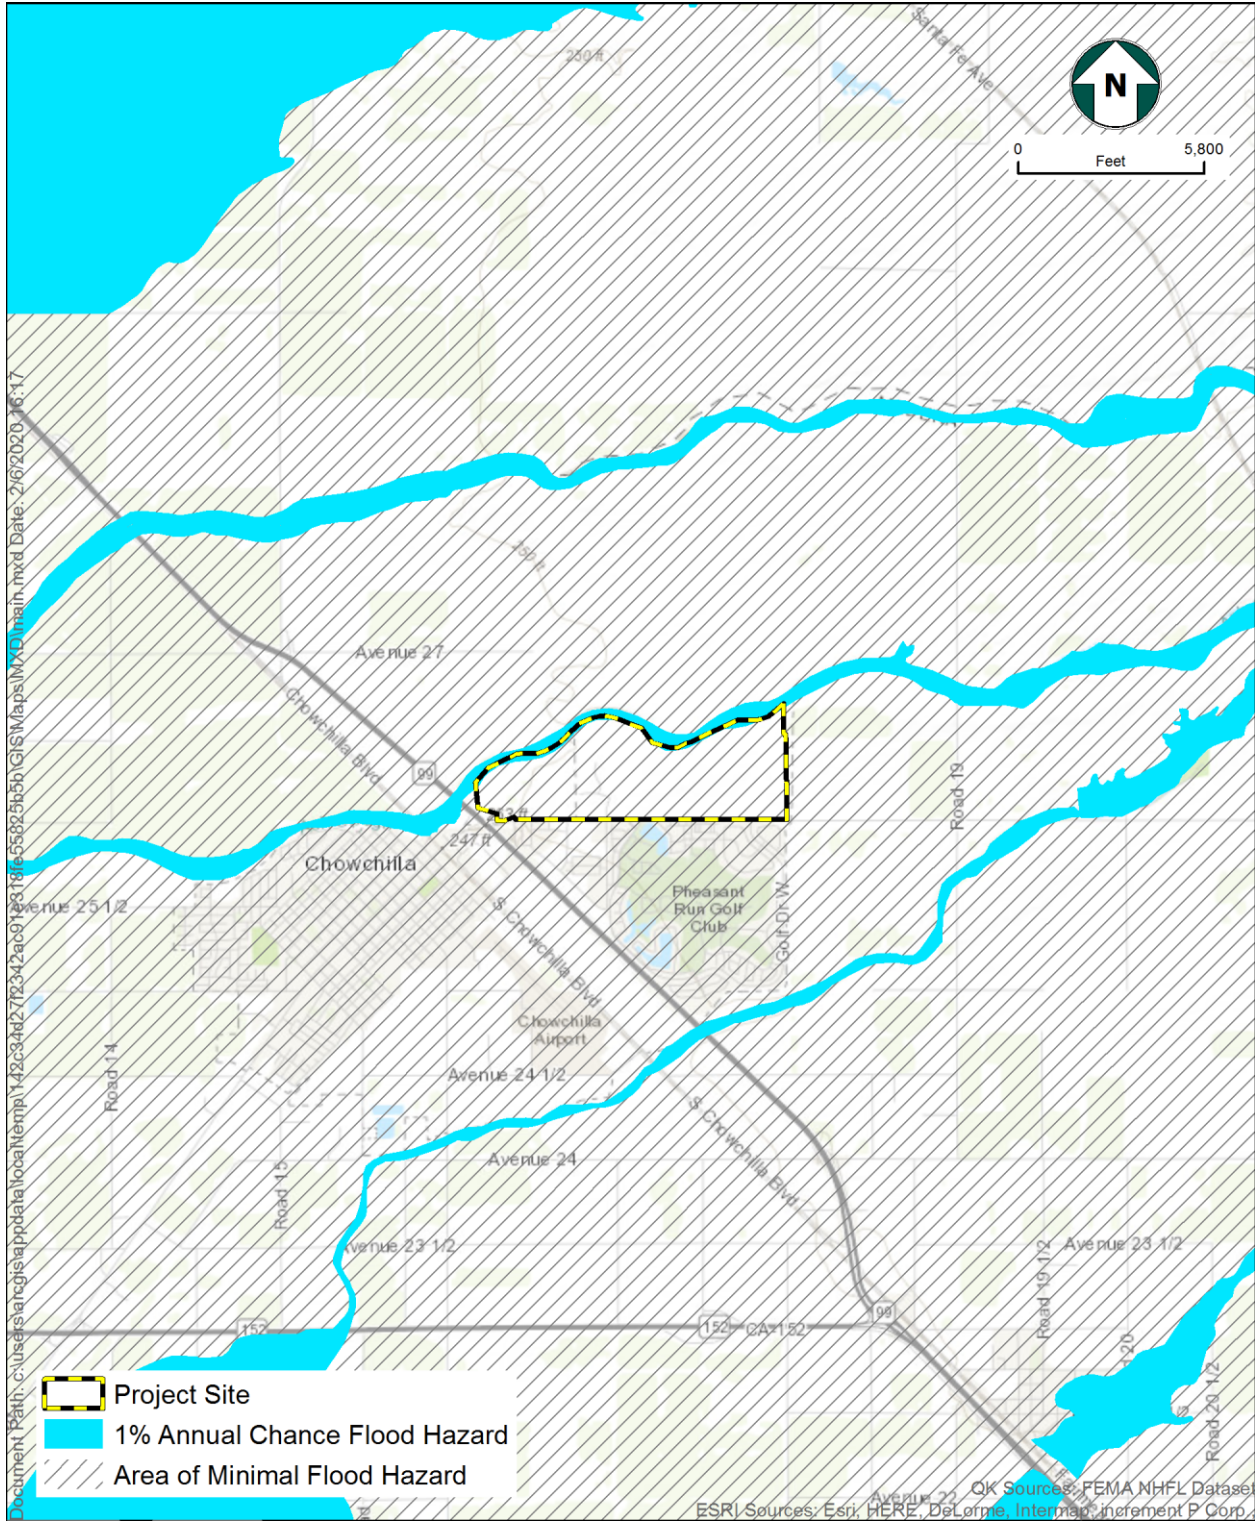 250 ft
Santa Fe Ave
N
0 5,800
Feet
250 ft
Avenue 27
Chowchilla Blvd
99
Road 19
247 ft
Chowchilla
Avenue 25 1/2
Pheasant
Run Golf
Club
Golf Dr W
S Chowchilla Blvd
Chowchilla
Airport
Road 14
Avenue 24 1/2
S Chowchilla Blvd
Avenue 24
Road 15
Avenue 23 1/2
Avenue 23 1/2
Road 19 1/2
99
152
152
CA-152
Road 20 1/2
Project Site
1% Annual Chance Flood Hazard
Area of Minimal Flood Hazard
Avenue 22
QK Sources: FEMA NHFL Dataset
ESRI Sources: Esri, HERE, DeLorme, Intermap, increment P Corp.